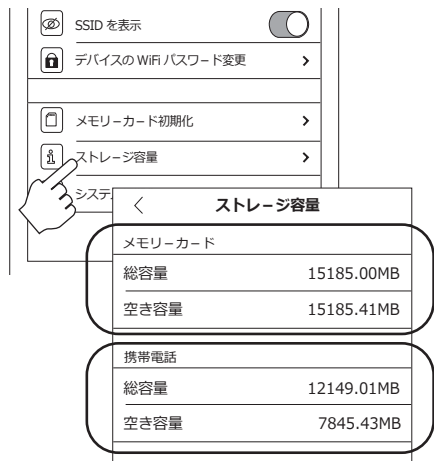 SSID を表示
デバイスの WiFi パスワード変更
メモリーカード初期化
ストレージ容量
システ
ストレージ容量
メモリーカード
総容量 15185.00MB
空き容量 15185.41MB
携帯電話
総容量 12149.01MB
空き容量 7845.43MB